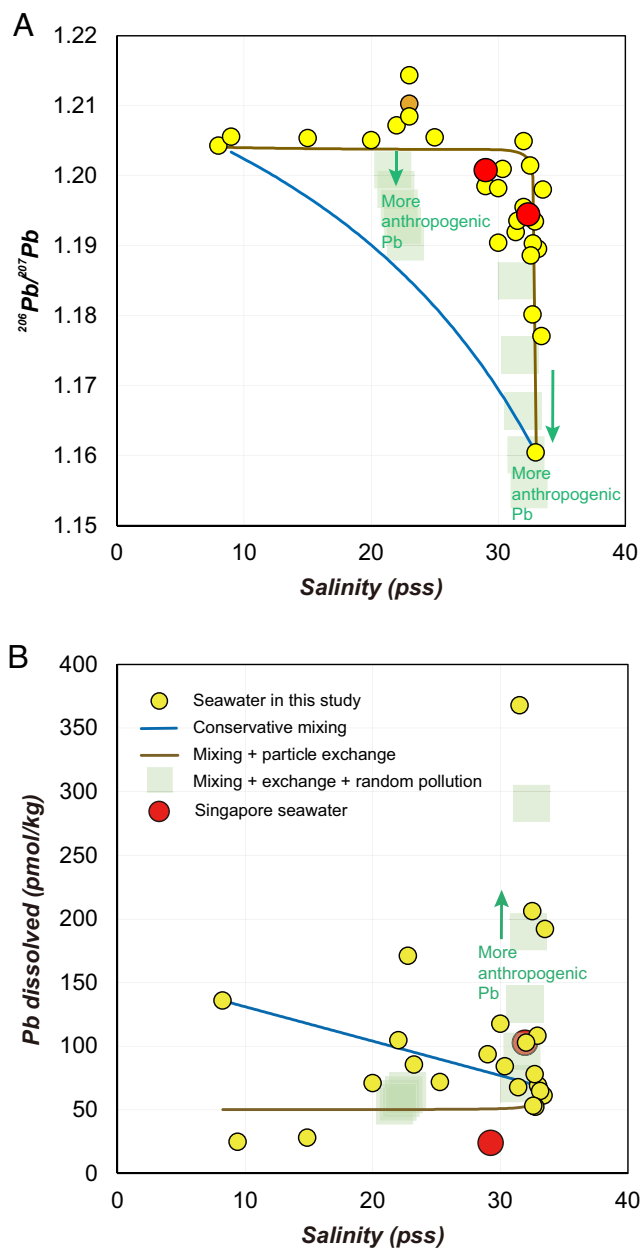 A
1.22
1.21
1.20
1.19
1.18
1.17
1.16
1.15
²⁰⁶Pb/²⁰⁷Pb
More
anthropogenic
Pb
More
anthropogenic
Pb
0
10
20
30
40
Salinity (pss)
B
400
350
300
250
200
150
100
50
0
Pb dissolved (pmol/kg)
Seawater in this study
Conservative mixing
Mixing + particle exchange
Mixing + exchange + random pollution
Singapore seawater
More
anthropogenic
Pb
0
10
20
30
40
Salinity (pss)